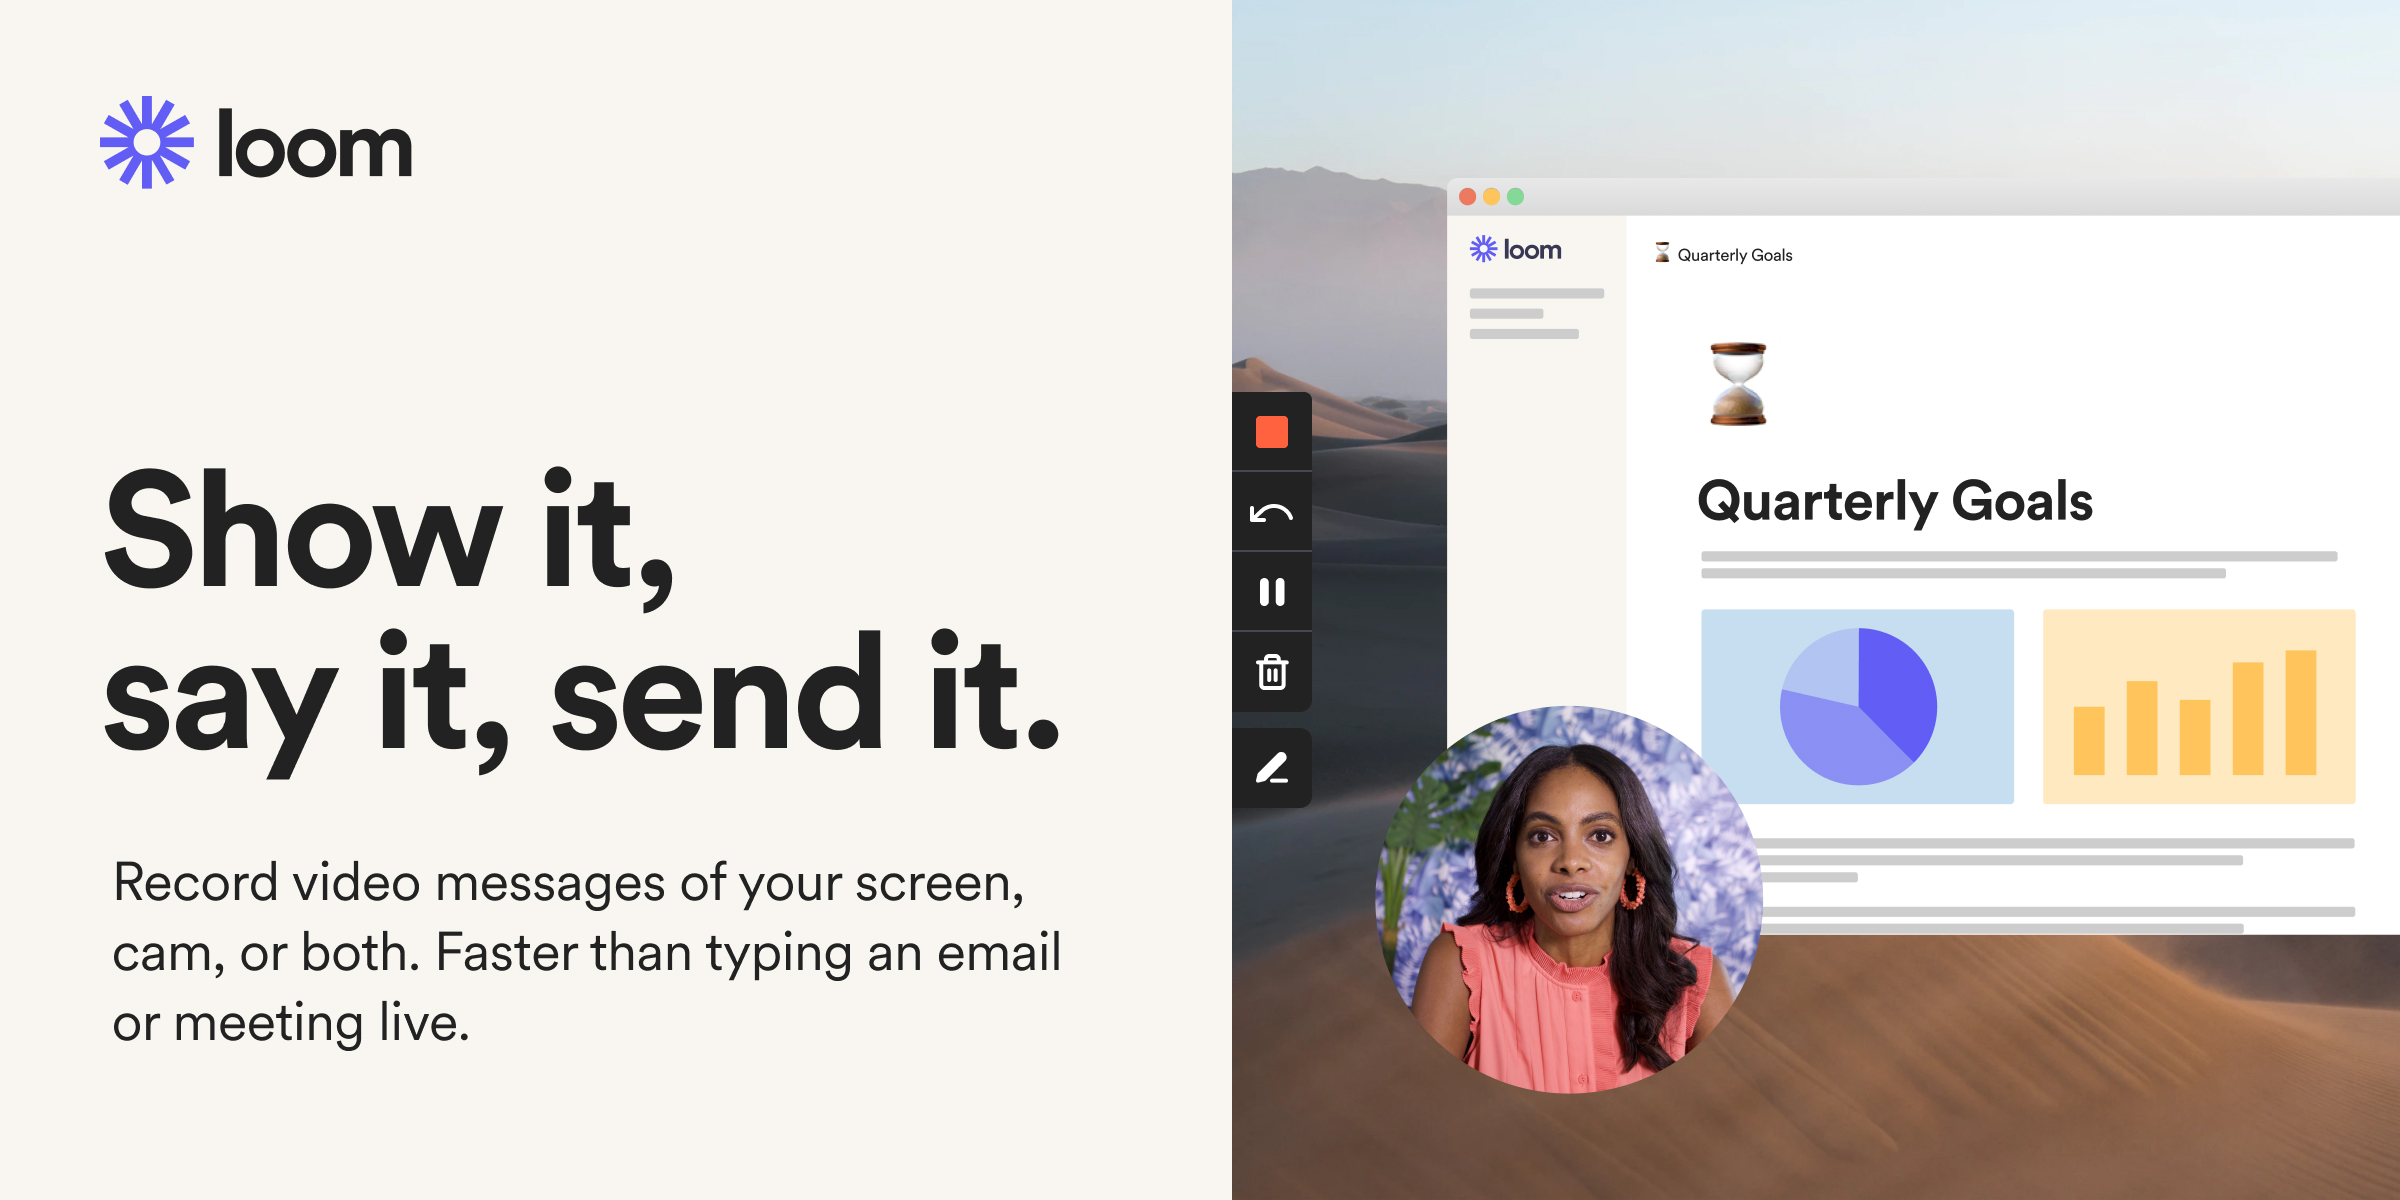 loom
Show it,
say it, send it.
Record video messages of your screen,
cam, or both. Faster than typing an email
or meeting live.
loom
Quarterly Goals
Quarterly Goals